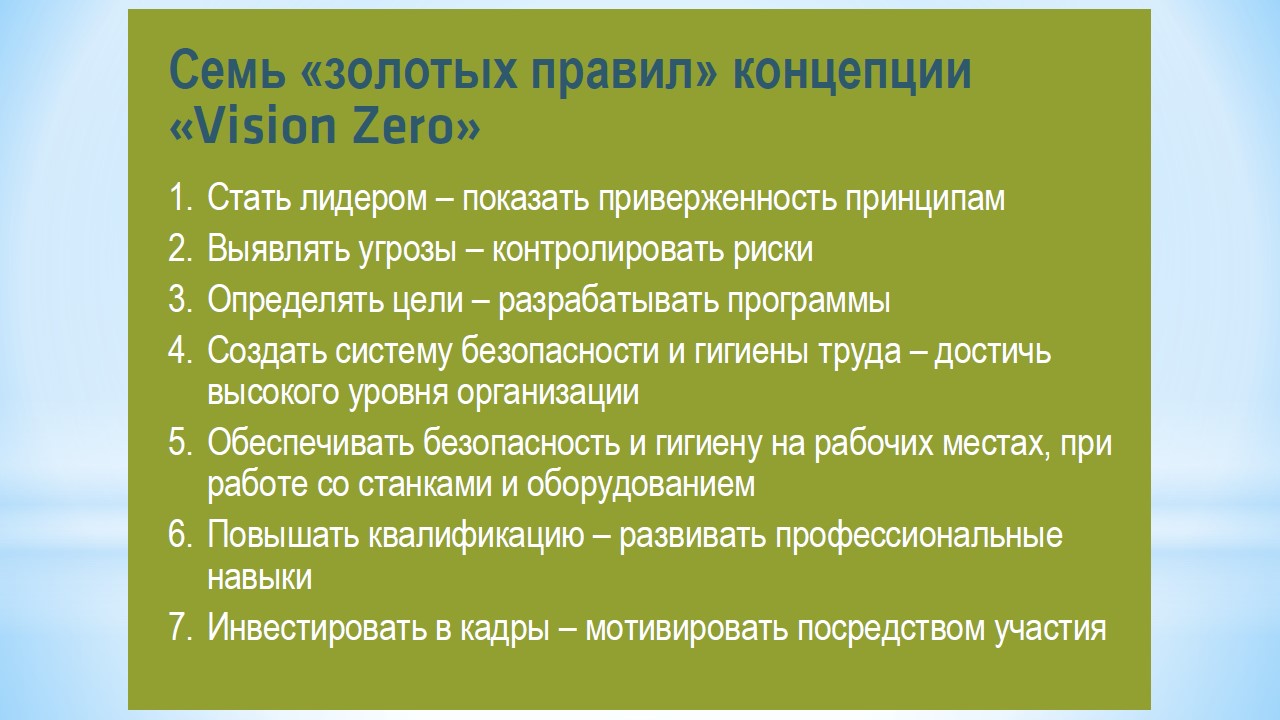 Семь «золотых правил» концепции
«Vision Zero»
1. Стать лидером – показать приверженность принципам
2. Выявлять угрозы – контролировать риски
3. Определять цели – разрабатывать программы
4. Создать систему безопасности и гигиены труда – достичь
высокого уровня организации
5. Обеспечивать безопасность и гигиену на рабочих местах, при
работе со станками и оборудованием
6. Повышать квалификацию – развивать профессиональные
навыки
7. Инвестировать в кадры – мотивировать посредством участия